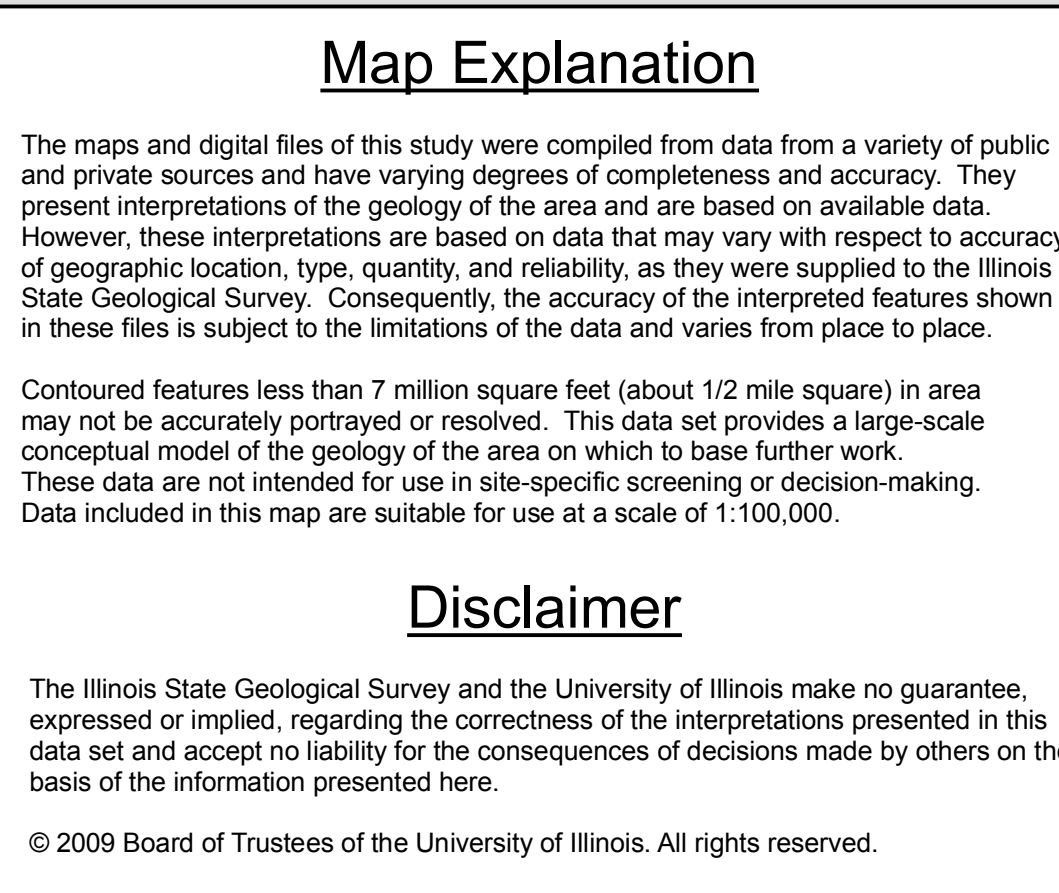 Map Explanation
The maps and digital files of this study were compiled from data from a variety of public
and private sources and have varying degrees of completeness and accuracy.  They
present interpretations of the geology of the area and are based on available data.
However, these interpretations are based on data that may vary with respect to accuracy
of geographic location, type, quantity, and reliability, as they were supplied to the Illinois
State Geological Survey.  Consequently, the accuracy of the interpreted features shown
in these files is subject to the limitations of the data and varies from place to place.
Contoured features less than 7 million square feet (about 1/2 mile square) in area
may not be accurately portrayed or resolved.  This data set provides a large-scale
conceptual model of the geology of the area on which to base further work.
These data are not intended for use in site-specific screening or decision-making.
Data included in this map are suitable for use at a scale of 1:100,000.
Disclaimer
The Illinois State Geological Survey and the University of Illinois make no guarantee,
expressed or implied, regarding the correctness of the interpretations presented in this
data set and accept no liability for the consequences of decisions made by others on the
basis of the information presented here.
© 2009 Board of Trustees of the University of Illinois. All rights reserved.